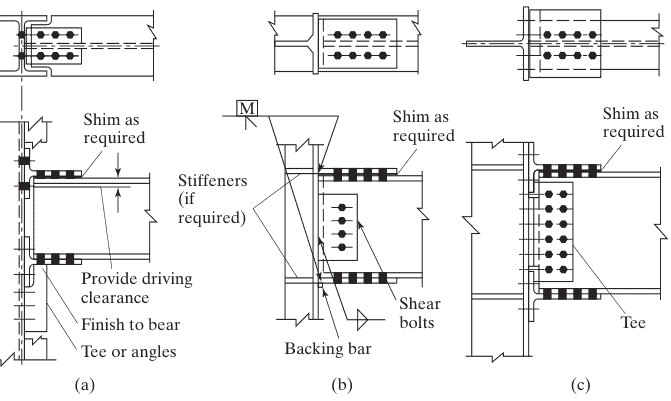 Shim as
required
Provide driving
clearance
Finish to bear
Tee or angles
(a)
M
Shim as
required
Stiffeners
(if
required)
Shear
bolts
Backing bar
(b)
Shim as
required
Tee
(c)